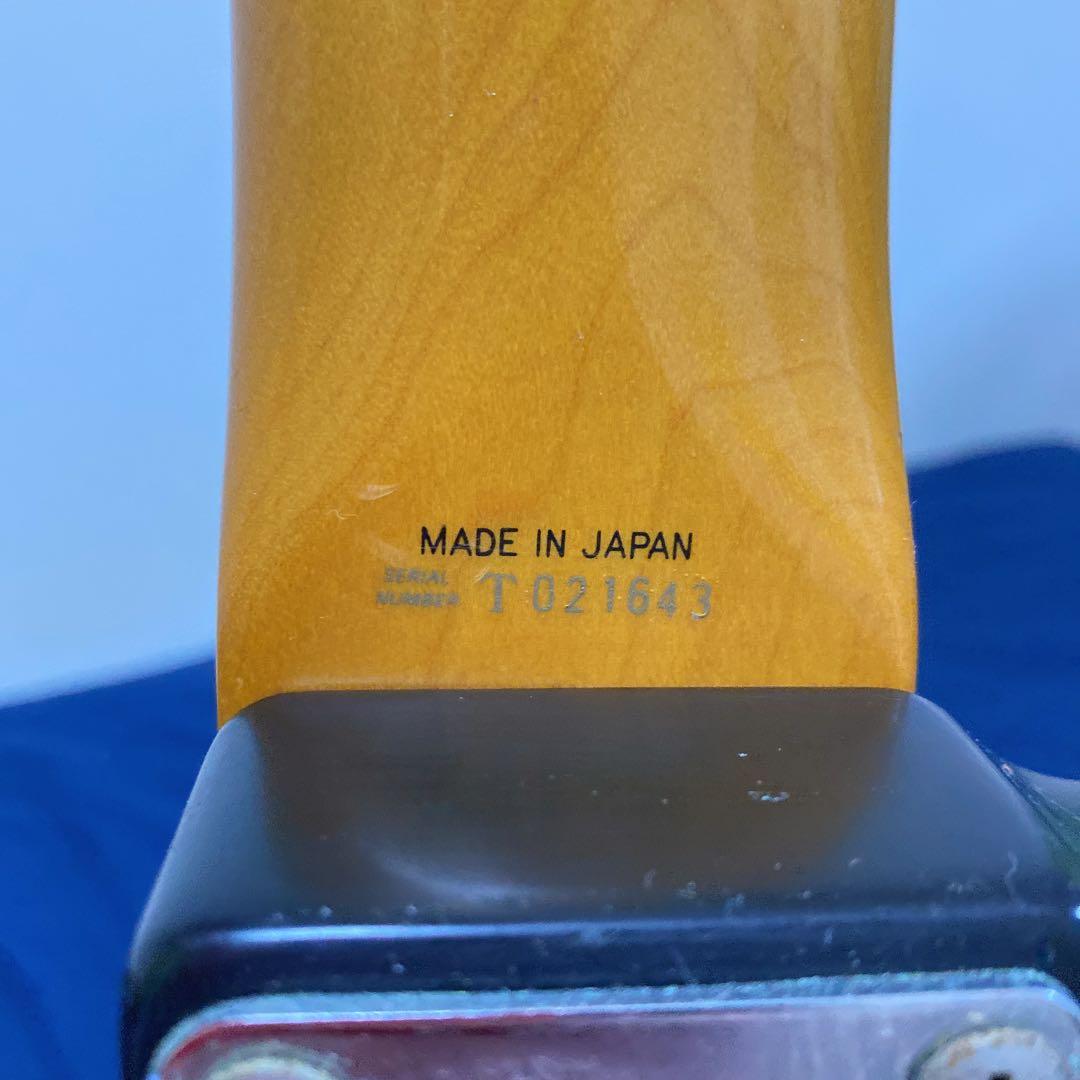 MADE IN JAPAN
SERIAL
NUMBER T021643